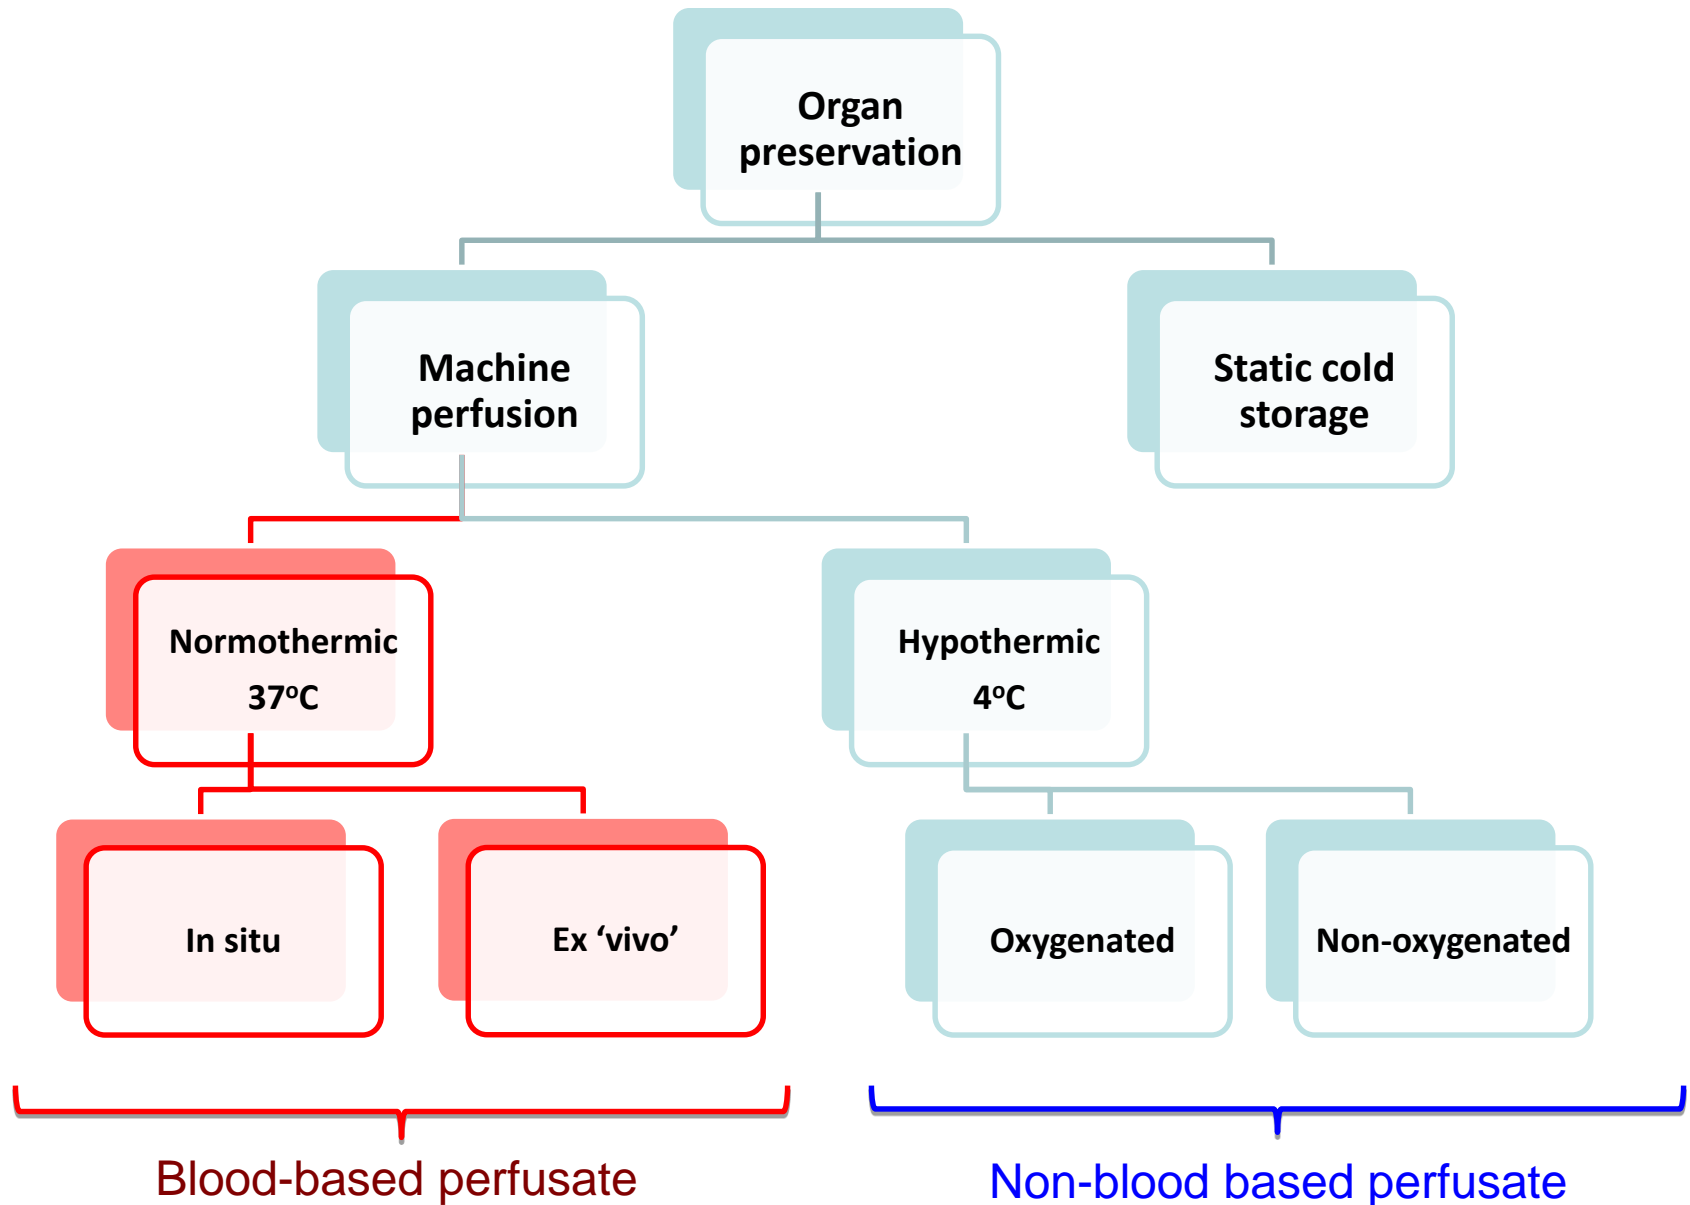 Organ
preservation
Machine
perfusion
Static cold
storage
Normothermic
37ºC
Hypothermic
4ºC
In situ
Ex ‘vivo’
Oxygenated
Non-oxygenated
Blood-based perfusate
Non-blood based perfusate